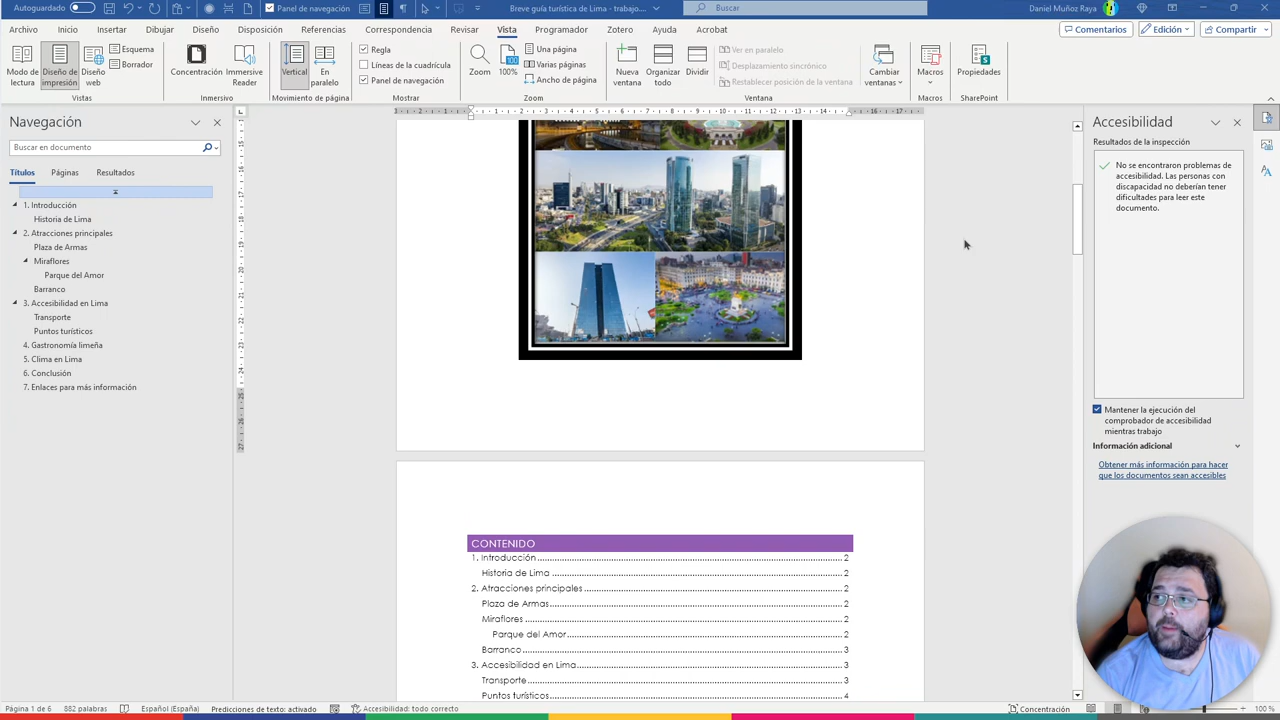 Autoguardado
Breve guía turística de Lima - trabajo...
Buscar
Daniel Muñoz Raya
Panel de navegación
Archivo Inicio Insertar Dibujar Diseño Disposición Referencias Correspondencia Revisar Vista Programador Zotero Ayuda Acrobat
Comentarios Edición Compartir
Modo de lectura
Diseño de impresión
Diseño web
Esquema
Borrador
Vistas
Concentración
Immersive Reader
Inmersivo
Vertical
En paralelo
Movimiento de página
Regla
Líneas de la cuadrícula
Panel de navegación
Mostrar
Zoom
100
100%
Una página
Varias páginas
Ancho de página
Zoom
Nueva ventana
Organizar todo
Dividir
Ver en paralelo
Desplazamiento sincrónico
Restablecer posición de la ventana
Ventana
Cambiar ventanas
Macros
Macros
Propiedades
SharePoint
Navegación
Buscar en documento
Títulos Páginas Resultados
1. Introducción
Historia de Lima
2. Atracciones principales
Plaza de Armas
Miraflores
Parque del Amor
Barranco
3. Accesibilidad en Lima
Transporte
Puntos turísticos
4. Gastronomía limeña
5. Clima en Lima
6. Conclusión
7. Enlaces para más información
CONTENIDO
1. Introducción 2
Historia de Lima 2
2. Atracciones principales 2
Plaza de Armas 2
Miraflores 2
Parque del Amor 2
Barranco 3
3. Accesibilidad en Lima 3
Transporte 3
Puntos turísticos 4
Accesibilidad
Resultados de la inspección
No se encontraron problemas de
accesibilidad. Las personas con
discapacidad no deberían tener
dificultades para leer este
documento.
Mantener la ejecución del
comprobador de accesibilidad
mientras trabajo
Información adicional
Obtener más información para hacer
que los documentos sean accesibles
Página 1 de 6 882 palabras Español (España) Predicciones de texto: activado Accesibilidad: todo correcto
Concentración 100 %